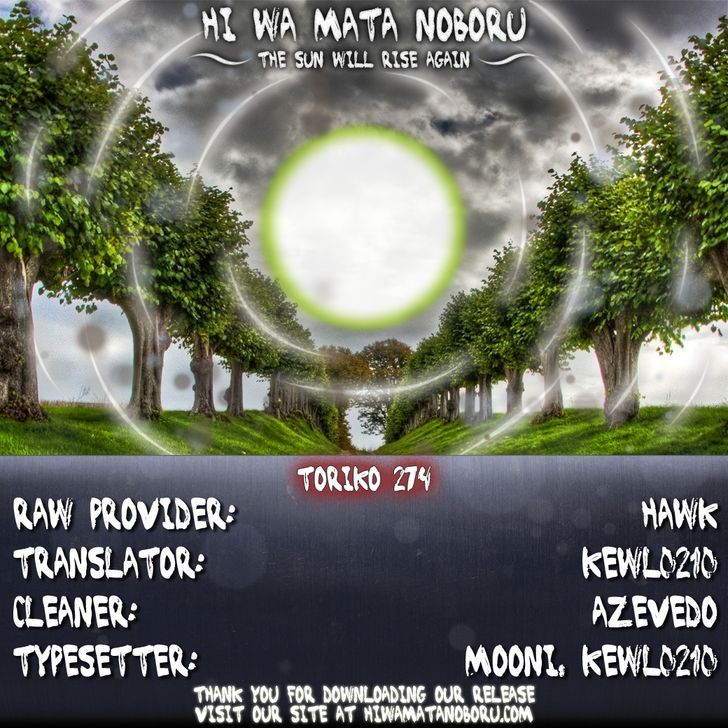 HI WA MATA NOBORU
THE SUN WILL RISE AGAIN
TORIKO 274
RAW PROVIDER: HAWK
TRANSLATOR: KEWL0210
CLEANER: AZEVEDO
TYPESETTER: MOONI, KEWL0210
THANK YOU FOR DOWNLOADING OUR RELEASE
VISIT OUR SITE AT HIWAMATANOBORU.COM